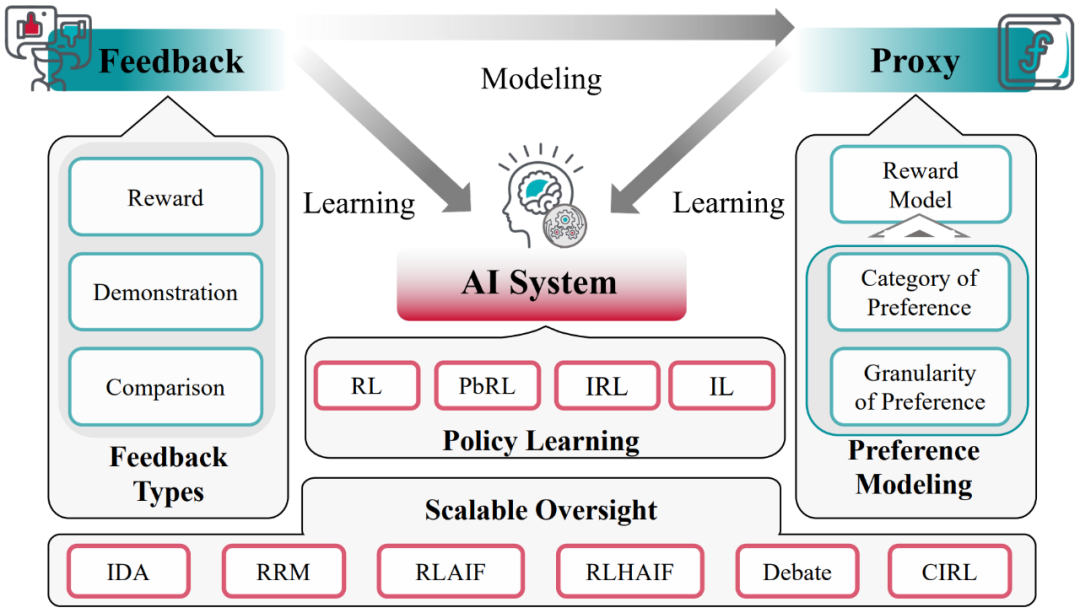 Feedback
Modeling
Proxy
Reward
Demonstration
Comparison
Feedback
Types
Learning
Learning
AI System
RL
PbRL
IRL
IL
Policy Learning
Reward
Model
Category of
Preference
Granularity
of Preference
Preference
Modeling
Scalable Oversight
IDA
RRM
RLAIF
RLHAIF
Debate
CIRL